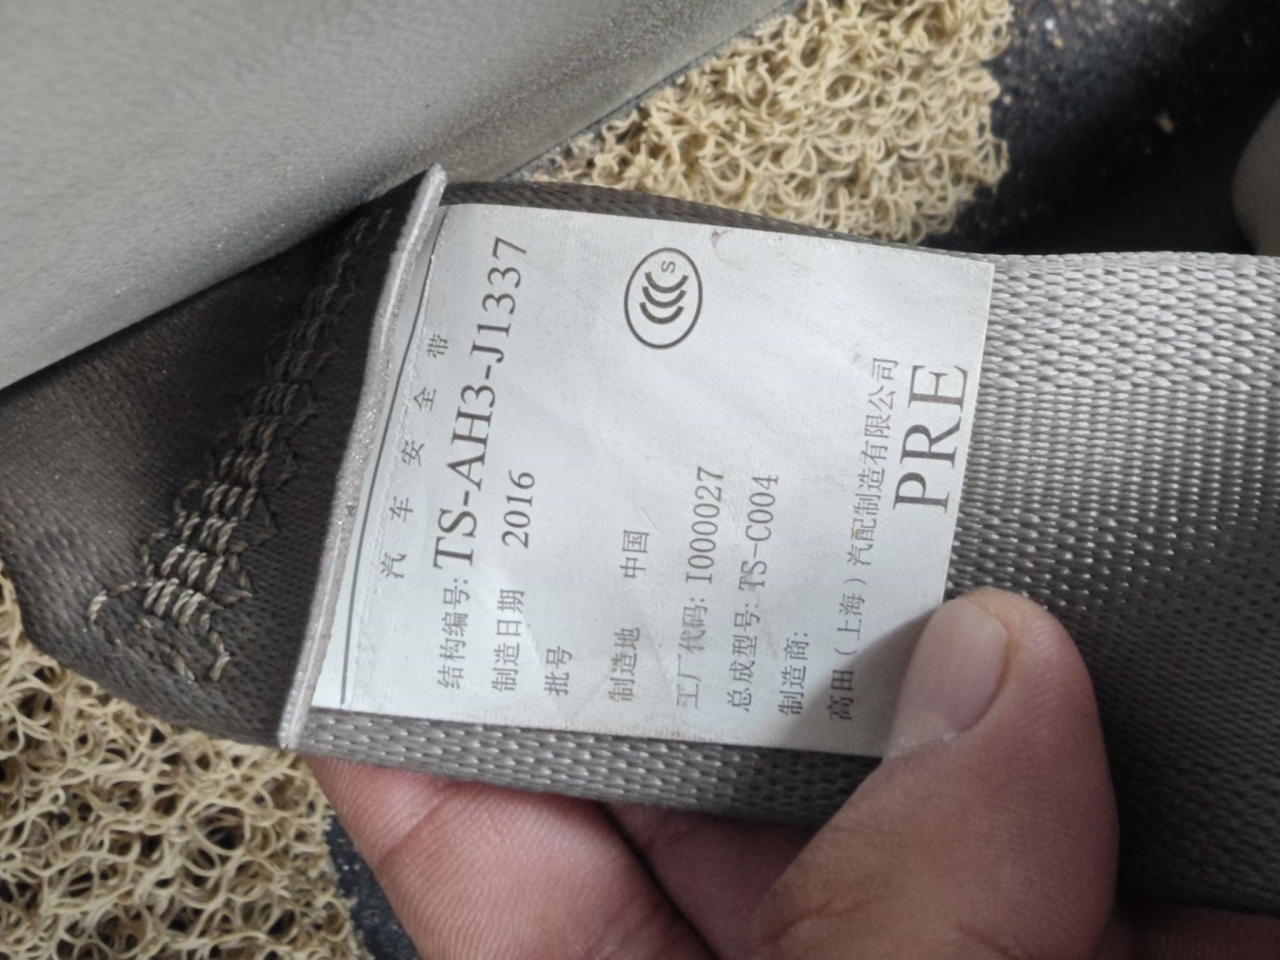 汽车安全带
结构编号:TS-AH3-J1337
制造日期 2016
批号
制造地 中国
工厂代码:I000027
总成型号:TS-C004
制造商:
高田(上海)汽配制造有限公司
PRE
CCC S